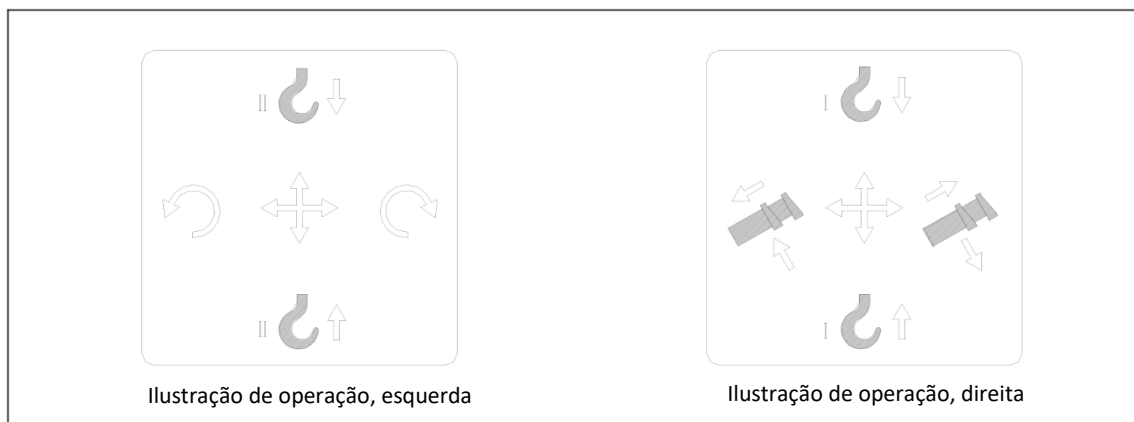 II
I
II
I
Ilustração de operação, esquerda
Ilustração de operação, direita